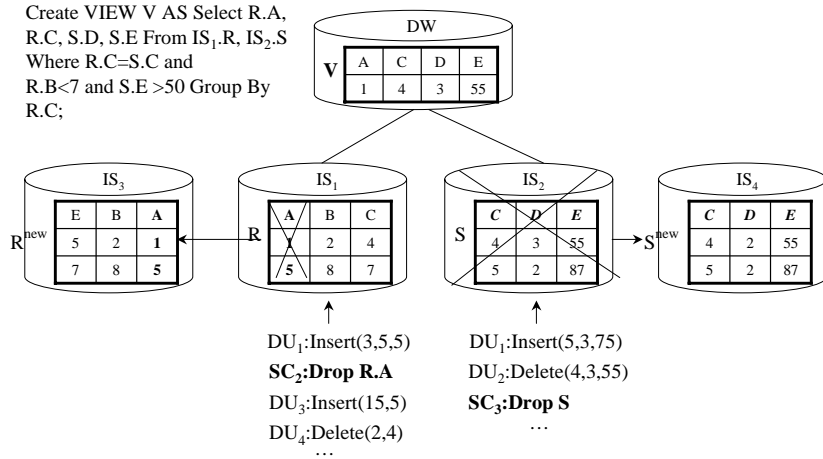 Create VIEW V AS Select R.A,
R.C, S.D, S.E From IS₁.R, IS₂.S
Where R.C=S.C and
R.B<7 and S.E >50 Group By
R.C;
DW
V
A C D E
1 4 3 55
IS₃
R^new
E B A
5 2 1
7 8 5
IS₁
R
A B C
1 2 4
5 8 7
IS₂
S
C D E
4 3 55
5 2 87
IS₄
S^new
C D E
4 2 55
5 2 87
DU₁:Insert(3,5,5)
SC₂:Drop R.A
DU₃:Insert(15,5)
DU₄:Delete(2,4)
…
DU₁:Insert(5,3,75)
DU₂:Delete(4,3,55)
SC₃:Drop S
…